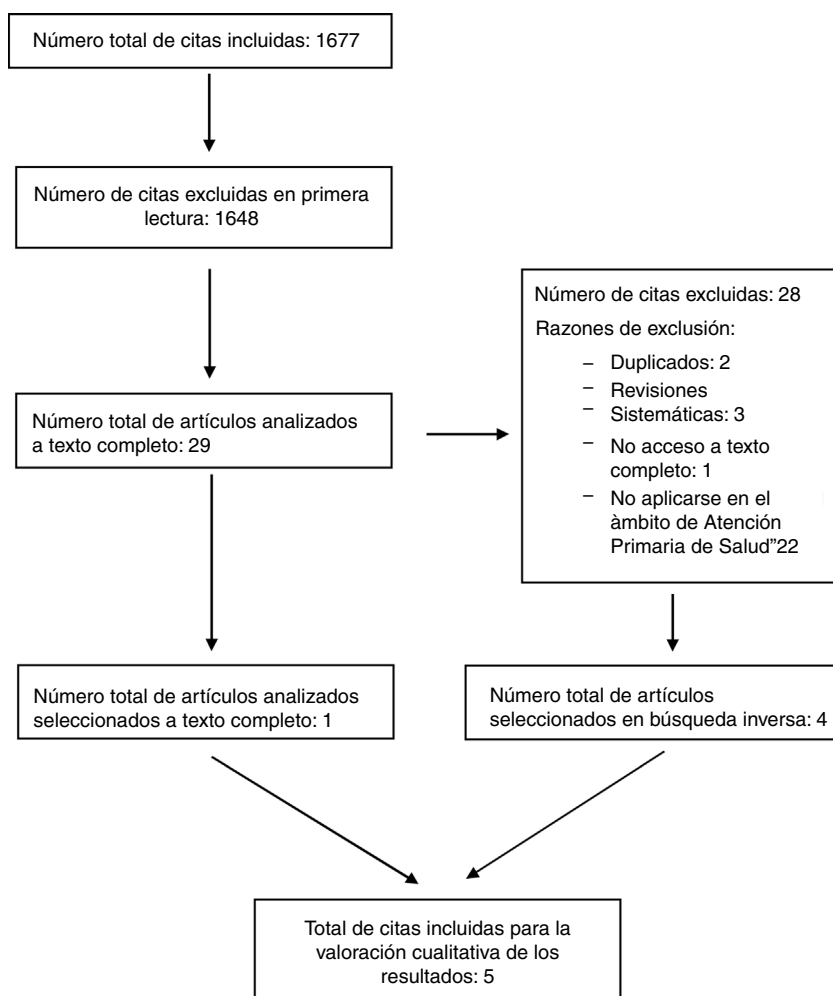 Número total de citas incluidas: 1677
Número de citas excluidas en primera
lectura: 1648
Número de citas excluidas: 28
Razones de exclusión:
– Duplicados: 2
– Revisiones
– Sistemáticas: 3
– No acceso a texto
completo: 1
– No aplicarse en el
àmbito de Atención
Primaria de Salud”22
Número total de artículos analizados
a texto completo: 29
Número total de artículos analizados
seleccionados a texto completo: 1
Número total de artículos
seleccionados en búsqueda inversa: 4
Total de citas incluidas para la
valoración cualitativa de los
resultados: 5